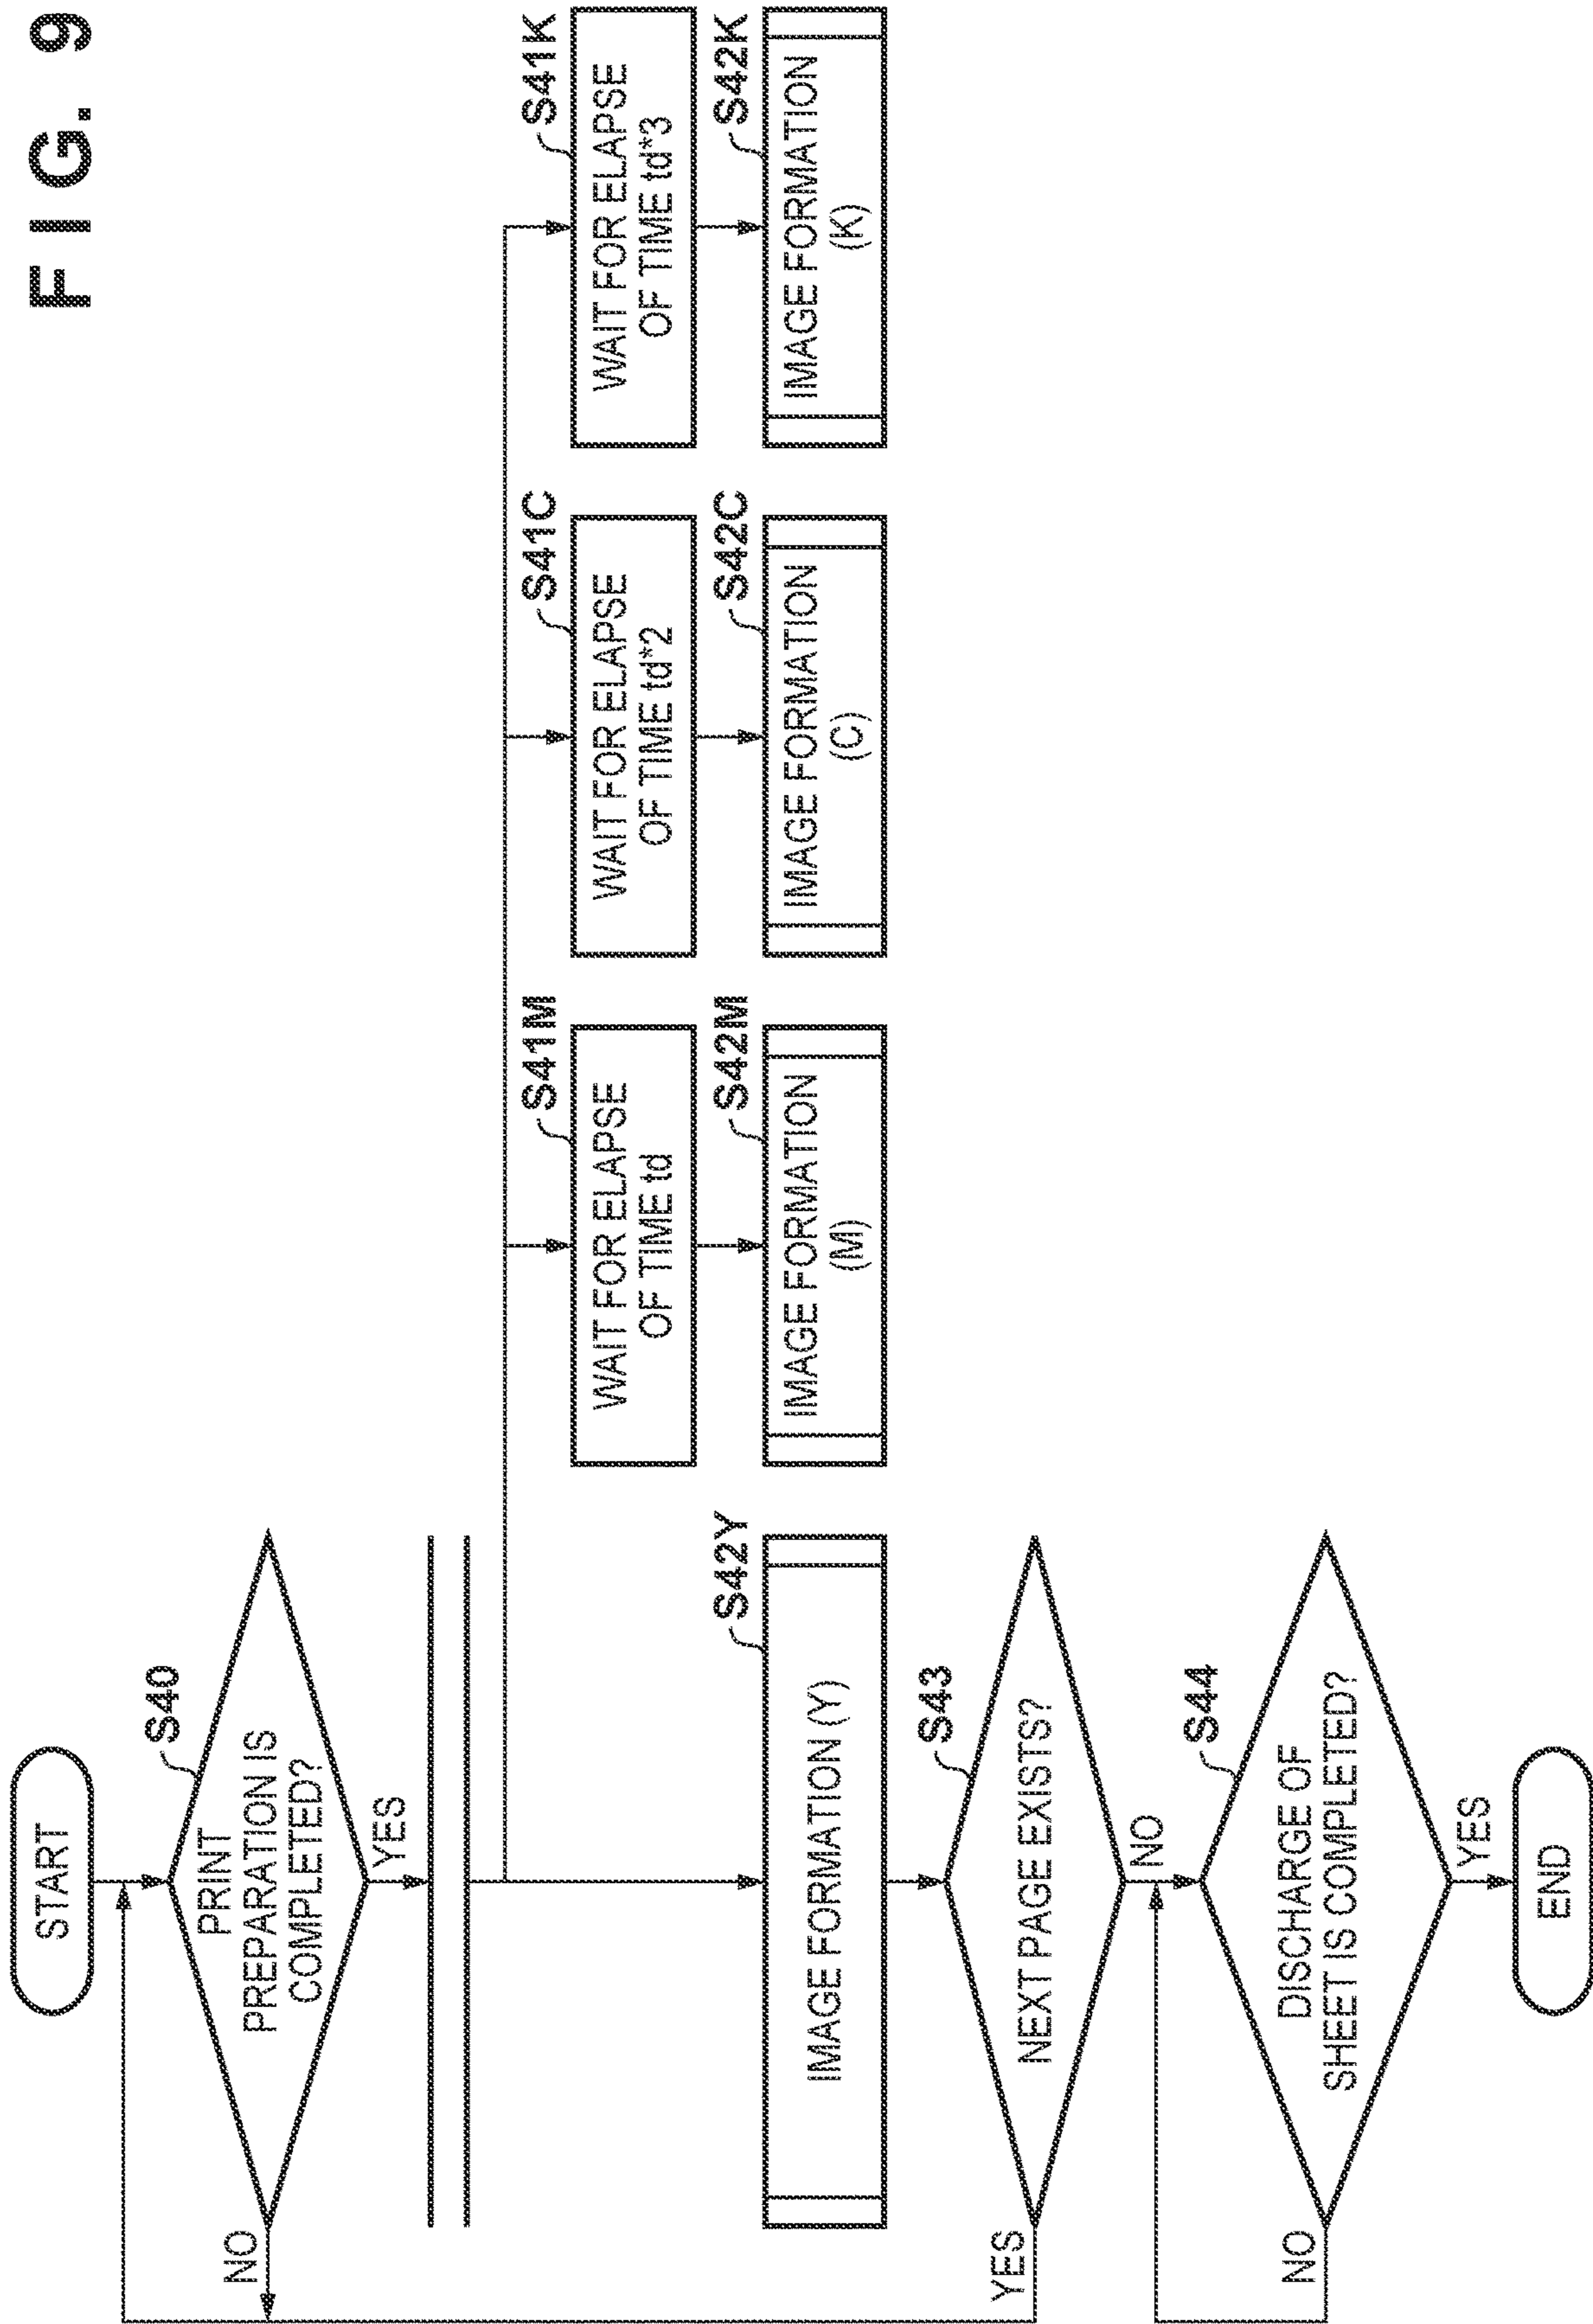 FIG. 9
START
S40
PRINT
PREPARATION IS
COMPLETED?
NO
YES
S41M
WAIT FOR ELAPSE
OF TIME td
S41C
WAIT FOR ELAPSE
OF TIME td*2
S41K
WAIT FOR ELAPSE
OF TIME td*3
S42Y
IMAGE FORMATION (Y)
S42M
IMAGE FORMATION
(M)
S42C
IMAGE FORMATION
(C)
S42K
IMAGE FORMATION
(K)
S43
NEXT PAGE EXISTS?
YES
NO
S44
DISCHARGE OF
SHEET IS COMPLETED?
NO
YES
END